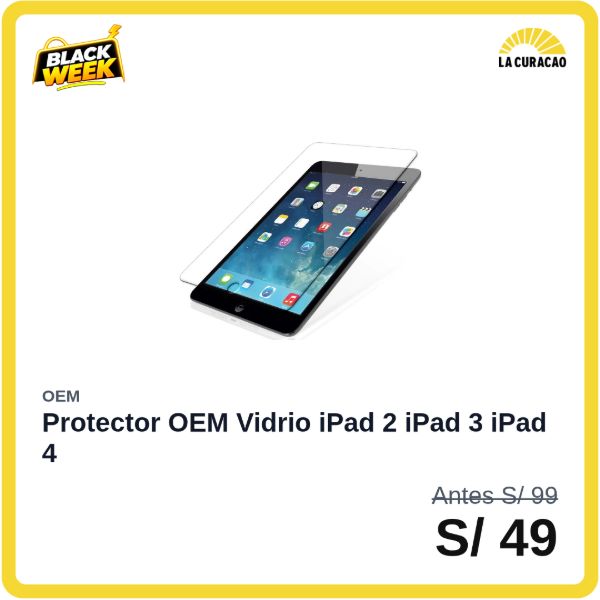 BLACK
WEEK
LA CURACAO
OEM
Protector OEM Vidrio iPad 2 iPad 3 iPad
4
Antes S/ 99
S/ 49